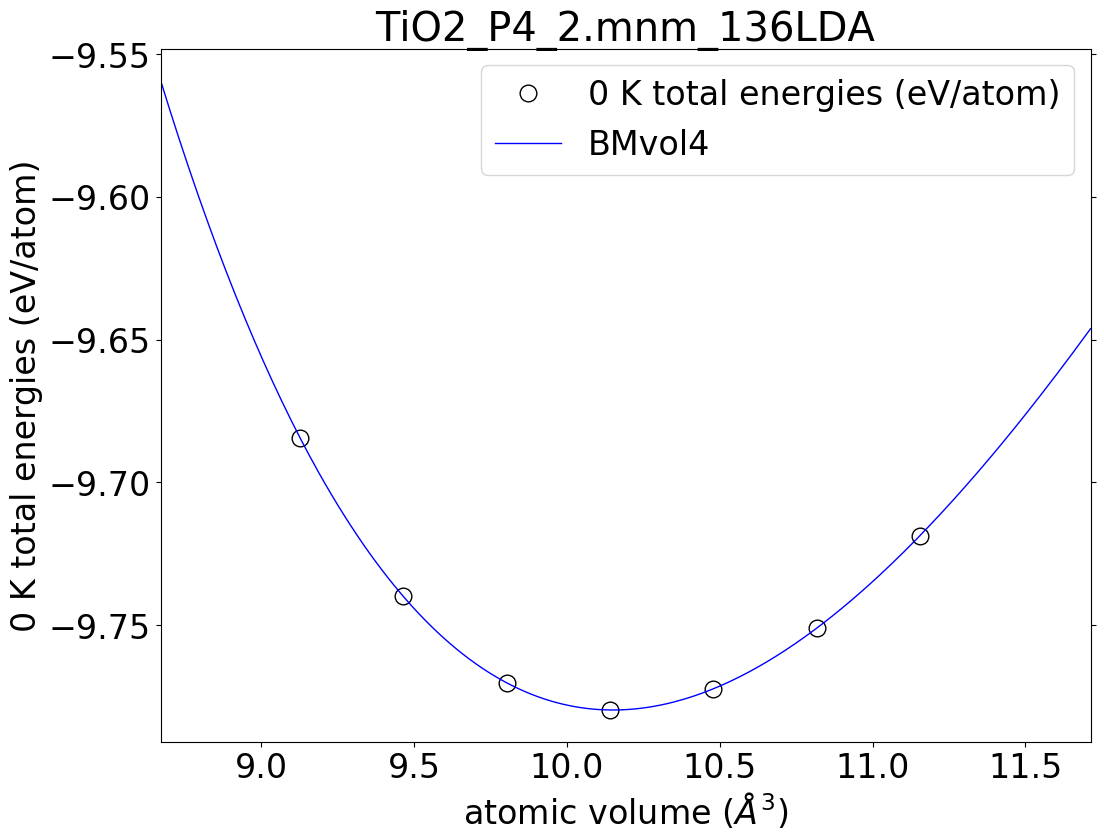 TiO2_P4_2.mnm_136LDA
0 K total energies (eV/atom)
BMvol4
0 K total energies (eV/atom)
−9.55
−9.60
−9.65
−9.70
−9.75
9.0 9.5 10.0 10.5 11.0 11.5
atomic volume (Å³)